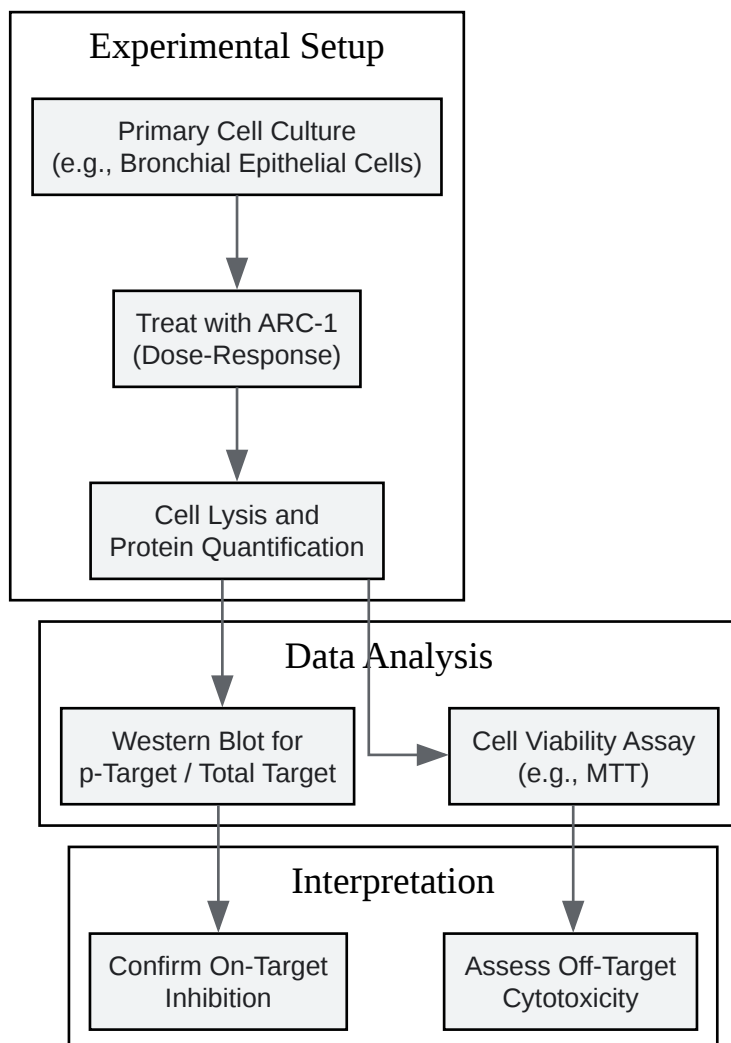 Experimental Setup
Primary Cell Culture
(e.g., Bronchial Epithelial Cells)
Treat with ARC-1
(Dose-Response)
Cell Lysis and
Protein Quantification
Data Analysis
Western Blot for
p-Target / Total Target
Cell Viability Assay
(e.g., MTT)
Interpretation
Confirm On-Target
Inhibition
Assess Off-Target
Cytotoxicity